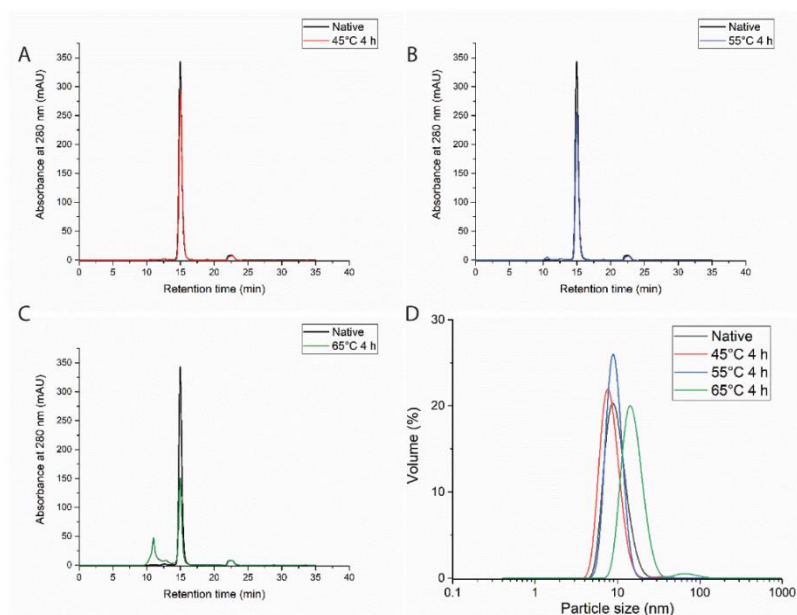 A
Native
45°C 4 h
Absorbance at 280 nm (mAU)
350
300
250
200
150
100
50
0
0 5 10 15 20 25 30 35 40
Retention time (min)
B
Native
55°C 4 h
Absorbance at 280 nm (mAU)
350
300
250
200
150
100
50
0
0 5 10 15 20 25 30 35 40
Retention time (min)
C
Native
65°C 4 h
Absorbance at 280 nm (mAU)
350
300
250
200
150
100
50
0
0 5 10 15 20 25 30 35 40
Retention time (min)
D
Native
45°C 4 h
55°C 4 h
65°C 4 h
Volume (%)
30
20
10
0
0.1 1 10 100 1000
Particle size (nm)